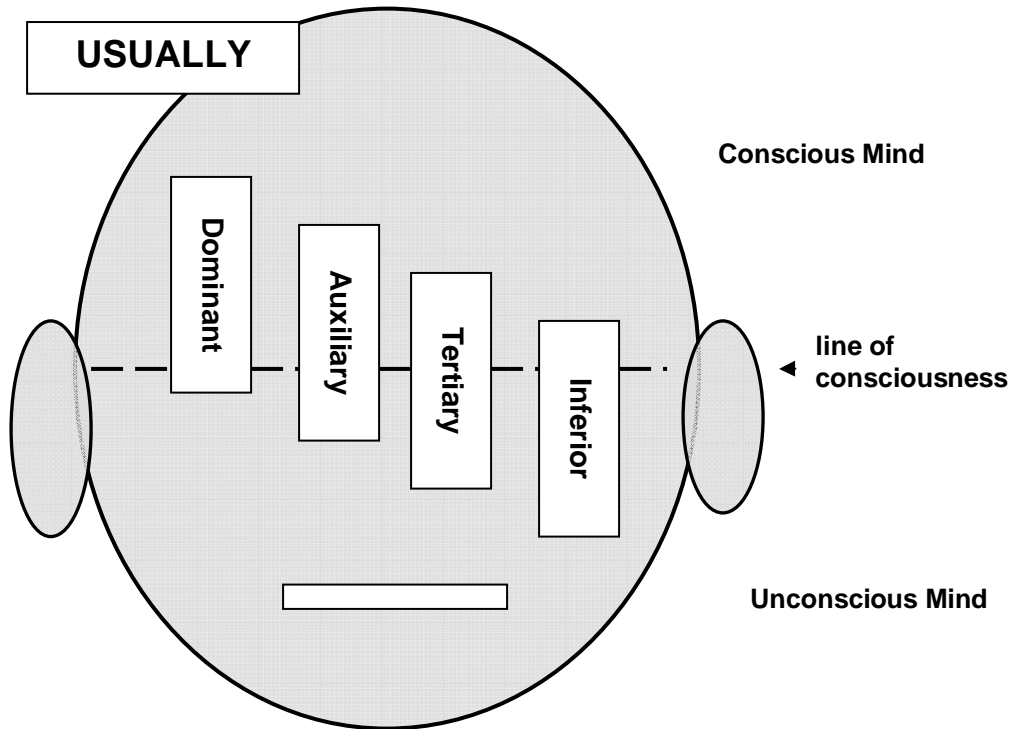 USUALLY
Conscious Mind
Dominant
Auxiliary
Tertiary
Inferior
line of
consciousness
Unconscious Mind